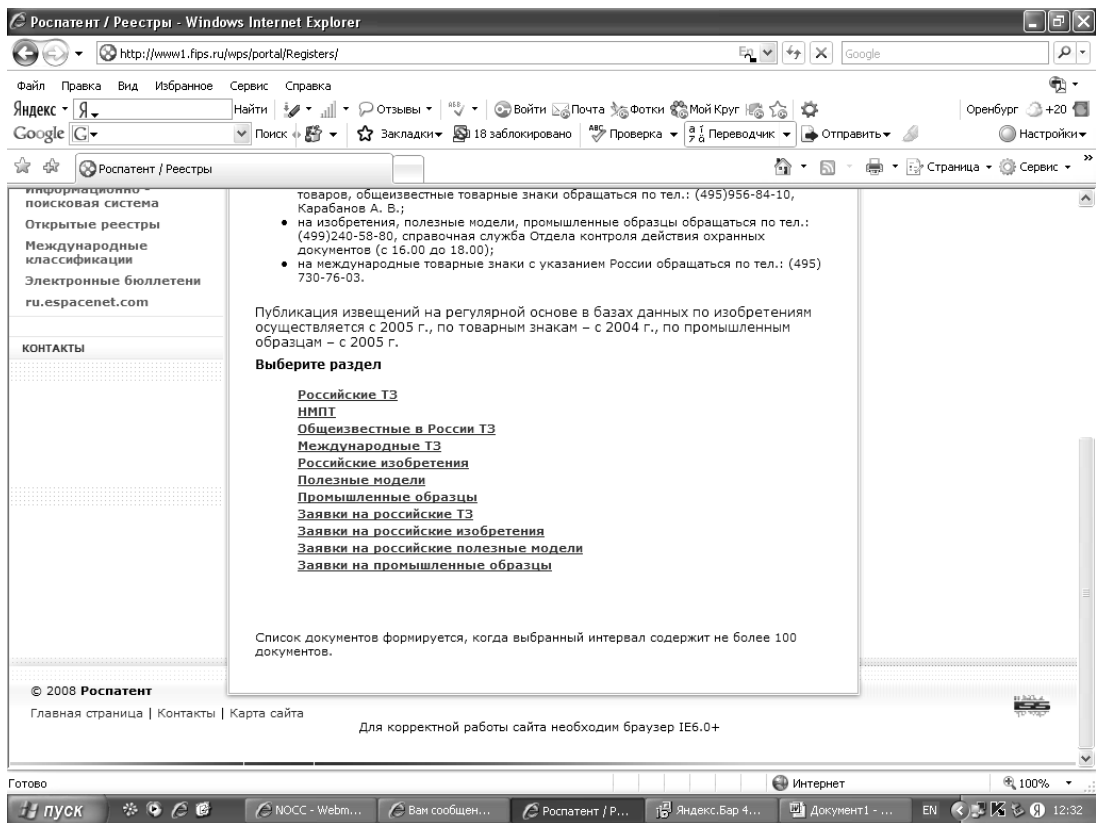 Роспатент / Реестры - Windows Internet Explorer
http://www1.fips.ru/wps/portal/Registers/
Google
Файл Правка Вид Избранное Сервис Справка
Яндекс Я Найти Отзывы Войти Почта Фотки Мой Круг Оренбург +20
Google G Поиск Закладки 18 заблокировано Проверка Переводчик Отправить Настройки
Роспатент / Реестры Страница Сервис
информационно -
поисковая система
Открытые реестры
Международные
классификации
Электронные бюллетени
ru.espacenet.com
КОНТАКТЫ
товаров, общеизвестные товарные знаки обращаться по тел.: (495)956-84-10,
Карабанов А. В.;
• на изобретения, полезные модели, промышленные образцы обращаться по тел.:
(499)240-58-80, справочная служба Отдела контроля действия охранных
документов (с 16.00 до 18.00);
• на международные товарные знаки с указанием России обращаться по тел.: (495)
730-76-03.
Публикация извещений на регулярной основе в базах данных по изобретениям
осуществляется с 2005 г., по товарным знакам – с 2004 г., по промышленным
образцам – с 2005 г.
Выберите раздел
Российские ТЗ
НМПТ
Общеизвестные в России ТЗ
Международные ТЗ
Российские изобретения
Полезные модели
Промышленные образцы
Заявки на российские ТЗ
Заявки на российские изобретения
Заявки на российские полезные модели
Заявки на промышленные образцы
Список документов формируется, когда выбранный интервал содержит не более 100
документов.
© 2008 Роспатент
Главная страница | Контакты | Карта сайта
Для корректной работы сайта необходим браузер IE6.0+
Готово Интернет 100%
пуск NOCC - Webm... Вам сообщен... Роспатент / Р... Яндекс.Бар 4... Документ1 - ... EN 12:32